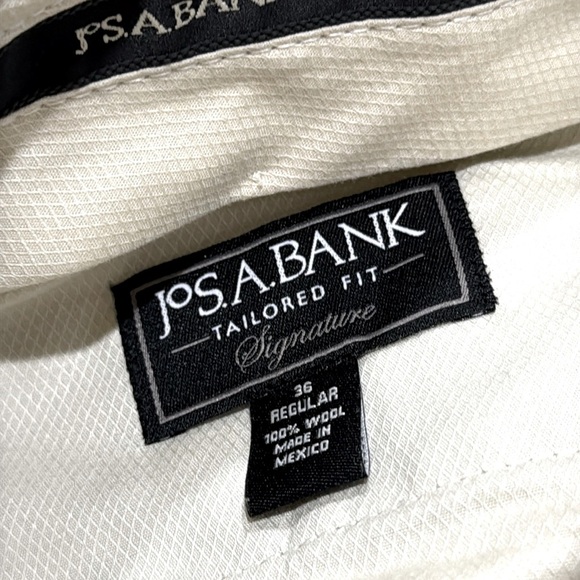 JoS.A.BANK
JoS.A.BANK
TAILORED FIT
Signature
36
REGULAR
100% WOOL
MADE IN
MEXICO